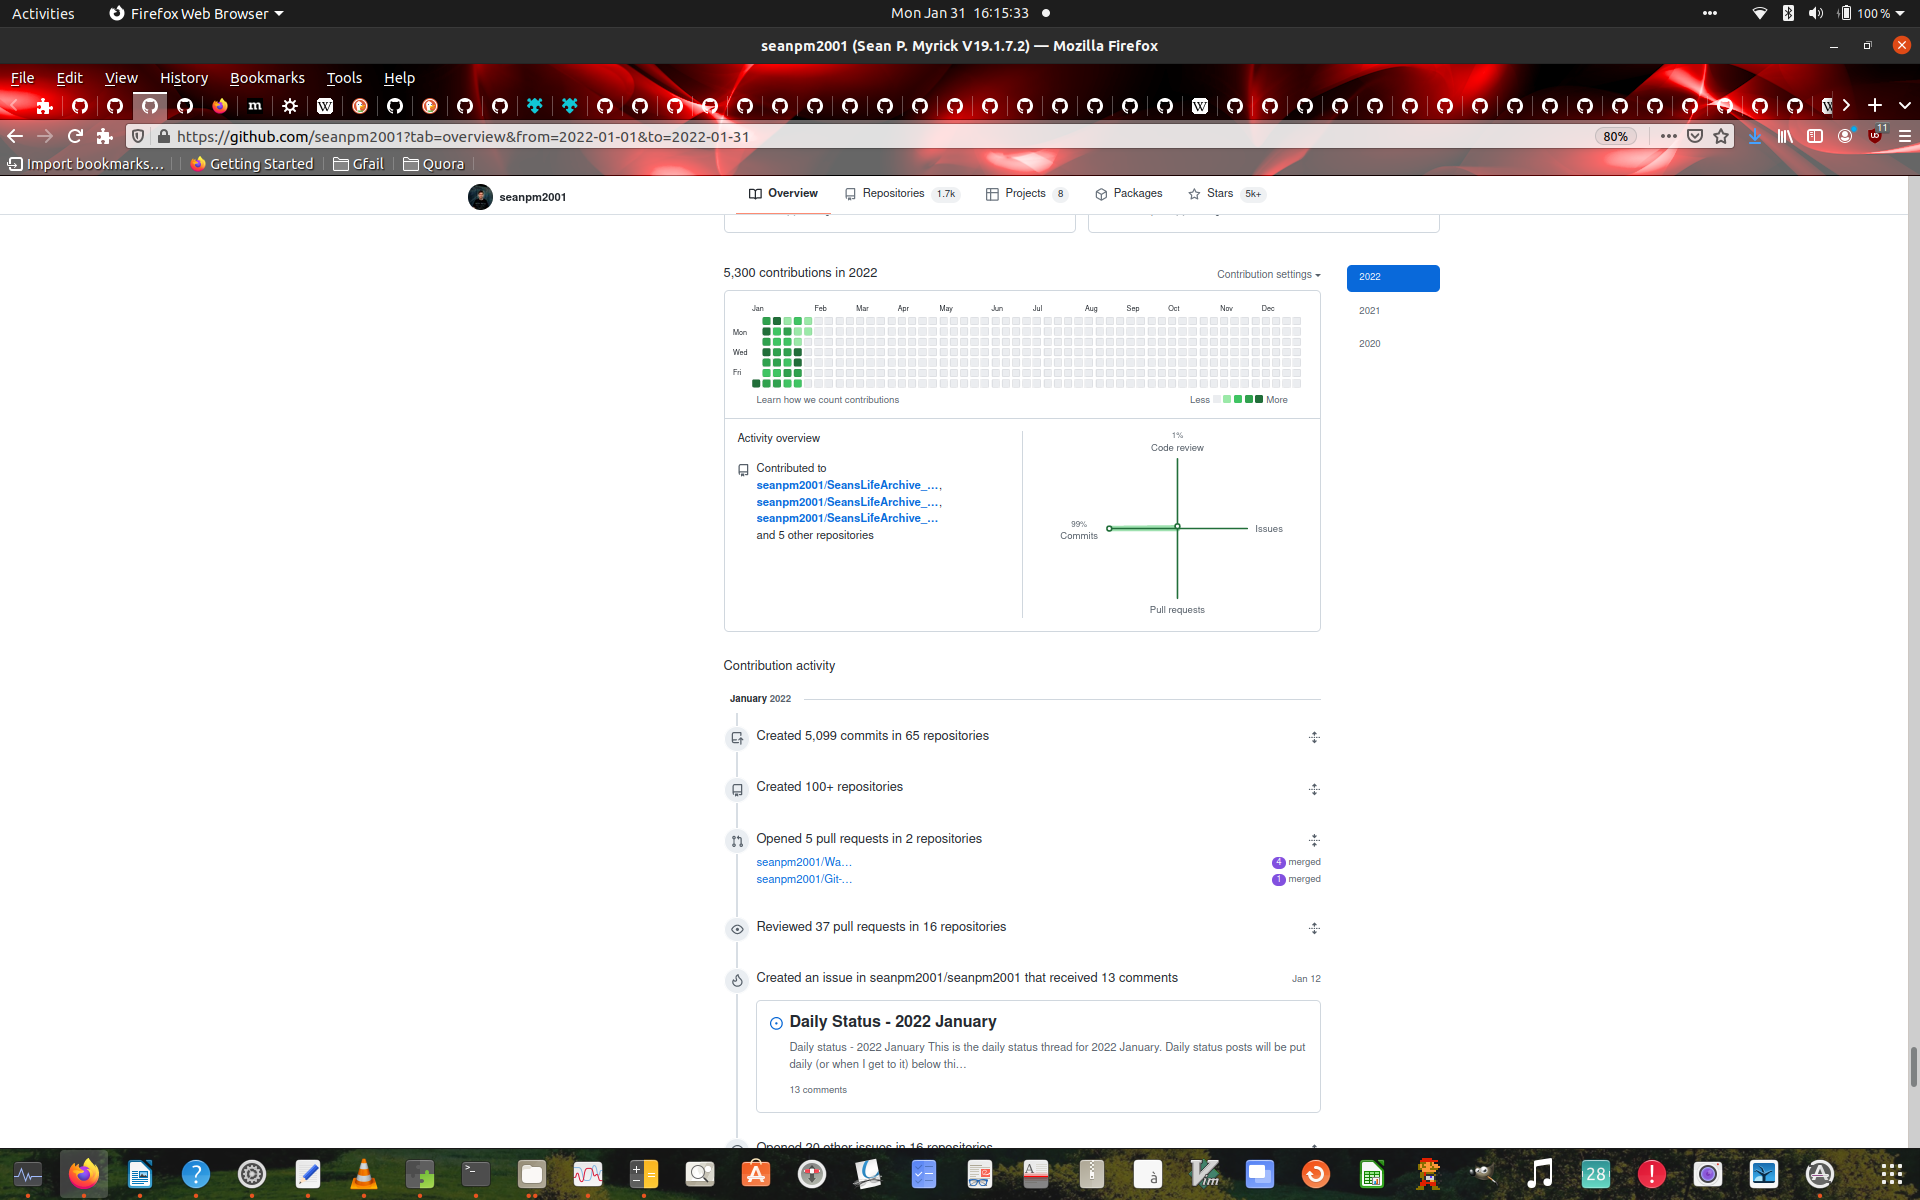 Activities
Firefox Web Browser
Mon Jan 31 16:15:33
100 %
seanpm2001 (Sean P. Myrick V19.1.7.2) — Mozilla Firefox
File Edit View History Bookmarks Tools Help
https://github.com/seanpm2001?tab=overview&from=2022-01-01&to=2022-01-31
80%
11
Import bookmarks...
Getting Started
Gfail
Quora
seanpm2001
Overview
Repositories 1.7k
Projects 8
Packages
Stars 5k+
5,300 contributions in 2022
Contribution settings
2022
2021
2020
Jan Feb Mar Apr May Jun Jul Aug Sep Oct Nov Dec
Mon
Wed
Fri
Learn how we count contributions
Less
More
Activity overview
Contributed to
seanpm2001/SeansLifeArchive_...,
seanpm2001/SeansLifeArchive_...,
seanpm2001/SeansLifeArchive_...
and 5 other repositories
1%
Code review
99%
Commits
Issues
Pull requests
Contribution activity
January 2022
Created 5,099 commits in 65 repositories
Created 100+ repositories
Opened 5 pull requests in 2 repositories
seanpm2001/Wa...
4 merged
seanpm2001/Git-...
1 merged
Reviewed 37 pull requests in 16 repositories
Created an issue in seanpm2001/seanpm2001 that received 13 comments
Jan 12
Daily Status - 2022 January
Daily status - 2022 January This is the daily status thread for 2022 January. Daily status posts will be put
daily (or when I get to it) below thi...
13 comments
Opened 20 other issues in 16 repositories
28